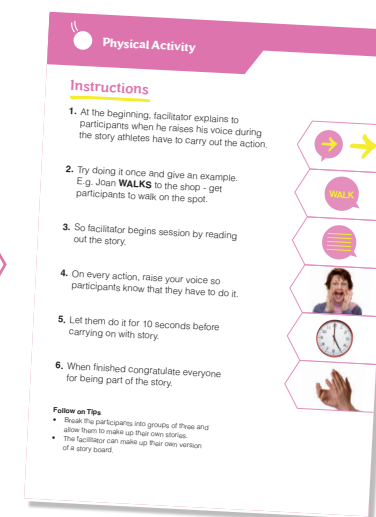 Physical Activity
Instructions
1. At the beginning, facilitator explains to
participants when he raises his voice during
the story athletes have to carry out the action.
2. Try doing it once and give an example.
E.g. Joan WALKS to the shop - get
participants to walk on the spot.
WALK
3. So facilitator begins session by reading
out the story.
4. On every action, raise your voice so
participants know that they have to do it.
5. Let them do it for 10 seconds before
carrying on with story.
6. When finished congratulate everyone
for being part of the story.
Follow on Tips
• Break the participants into groups of three and
allow them to make up their own stories.
• The facilitator can make up their own version
of a story board.